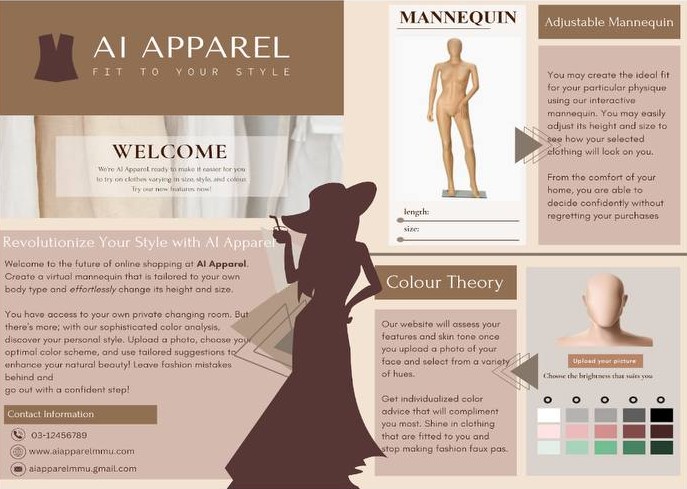 AI APPAREL
FIT TO YOUR STYLE
WELCOME
We're AI Apparel, ready to make it easier for you
to try on clothes varying in size, style, and colour.
Try our new features now!
Revolutionize Your Style with AI Apparel
Welcome to the future of online shopping at AI Apparel.
Create a virtual mannequin that is tailored to your own
body type and effortlessly change its height and size.
You have access to your own private changing room. But
there's more; with our sophisticated color analysis,
discover your personal style. Upload a photo, choose your
optimal color scheme, and use tailored suggestions to
enhance your natural beauty! Leave fashion mistakes
behind and
go out with a confident step!
Contact Information
03-12456789
www.aiapparelmmu.com
aiapparelmmu.gmail.com
MANNEQUIN
length:
size:
Adjustable Mannequin
You may create the ideal fit
for your particular physique
using our interactive
mannequin. You may easily
adjust its height and size to
see how your selected
clothing will look on you.
From the comfort of your
home, you are able to
decide confidently without
regretting your purchases
Colour Theory
Our website will assess your
features and skin tone once
you upload a photo of your
face and select from a variety
of hues.
Get individualized color
advice that will compliment
you most. Shine in clothing
that are fitted to you and
stop making fashion faux pas.
Upload your picture
Choose the brightness that suits you